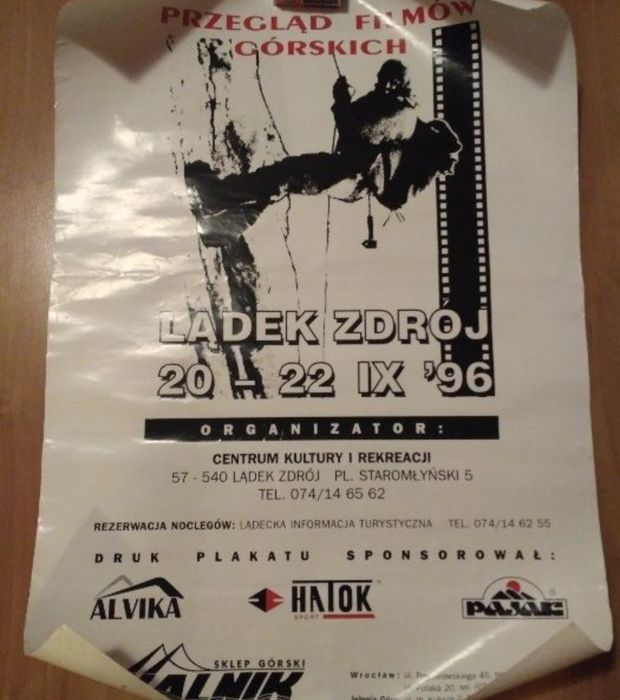 PRZEGLĄD FILMÓW
GÓRSKICH
LĄDEK ZDRÓJ
20 - 22 IX '96
ORGANIZATOR:
CENTRUM KULTURY I REKREACJI
57 - 540 LĄDEK ZDRÓJ PL. STAROMŁYŃSKI 5
TEL. 074/14 65 62
REZERWACJA NOCLEGÓW: LĄDECKA INFORMACJA TURYSTYCZNA TEL. 074/14 62 55
DRUK PLAKATU SPONSOROWAŁ:
ALVIKA
HATOK
SPORT
PAJĄK
SKLEP GÓRSKI
Wrocław: ul.